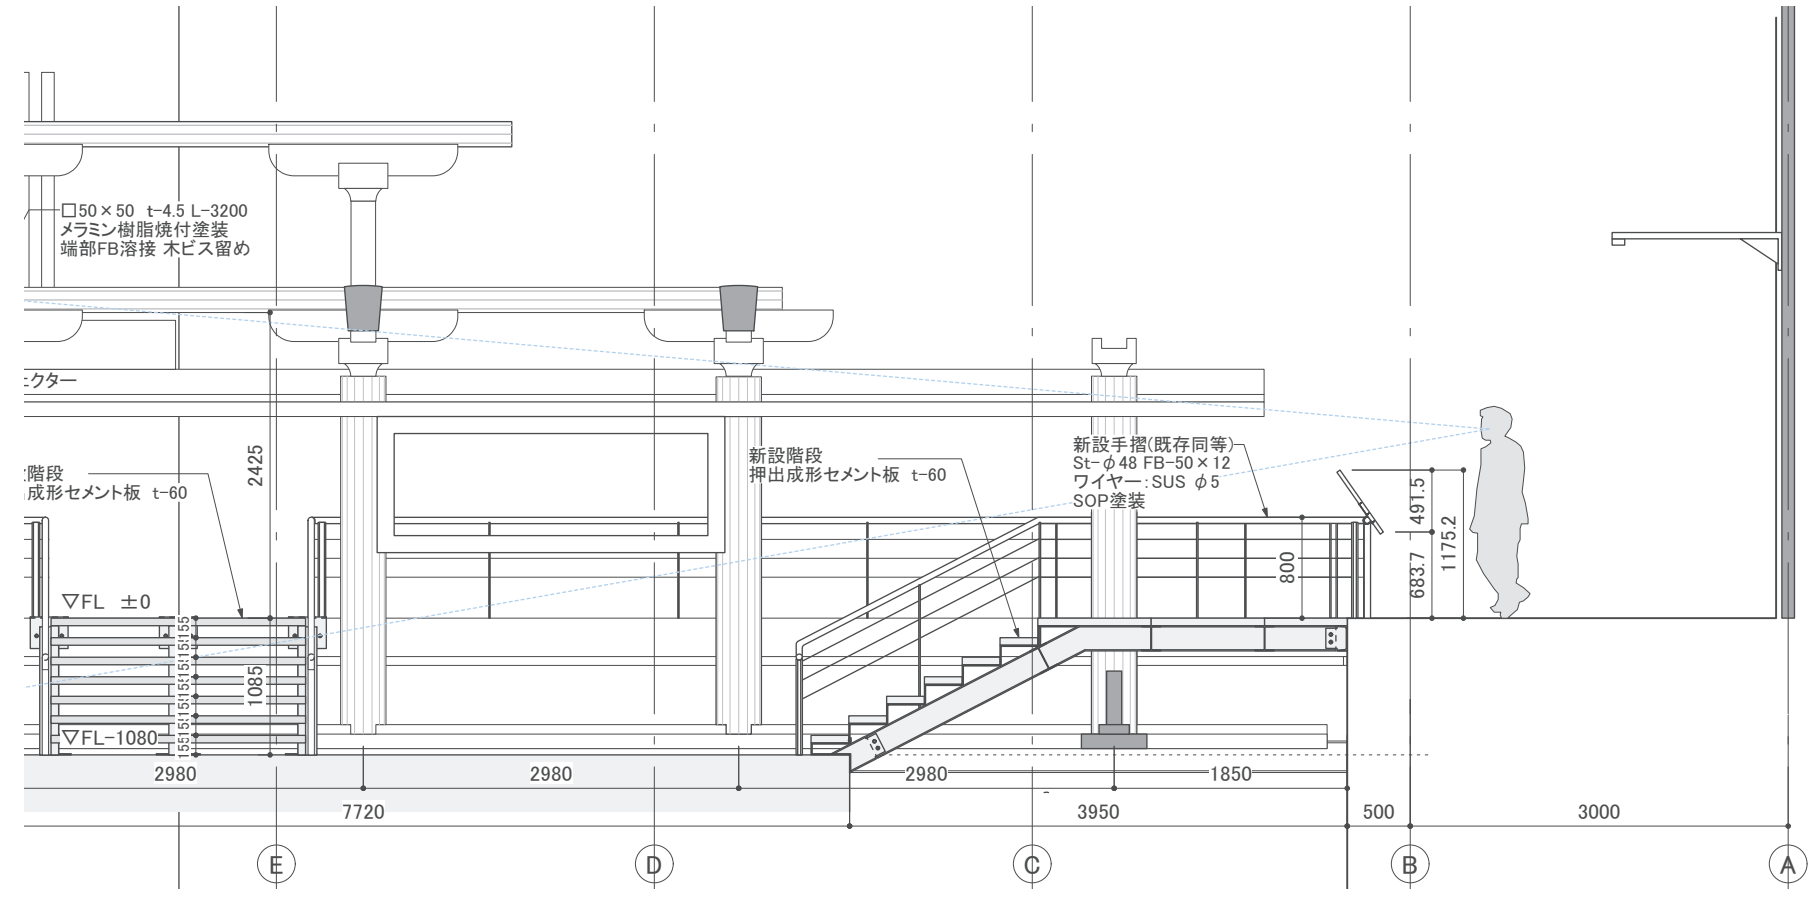 □50×50 t-4.5 L-3200
メラミン樹脂焼付塗装
端部FB溶接 木ビス留め
ェクター
階段
成形セメント板 t-60
2425
新設階段
押出成形セメント板 t-60
新設手摺(既存同等)
St-φ48 FB-50×12
ワイヤー:SUS φ5
SOP塗装
491.5
1175.2
683.7
800
▽FL ±0
155
1085
▽FL-1080
2980
2980
2980
1850
7720
3950
500
3000
E
D
C
B
A